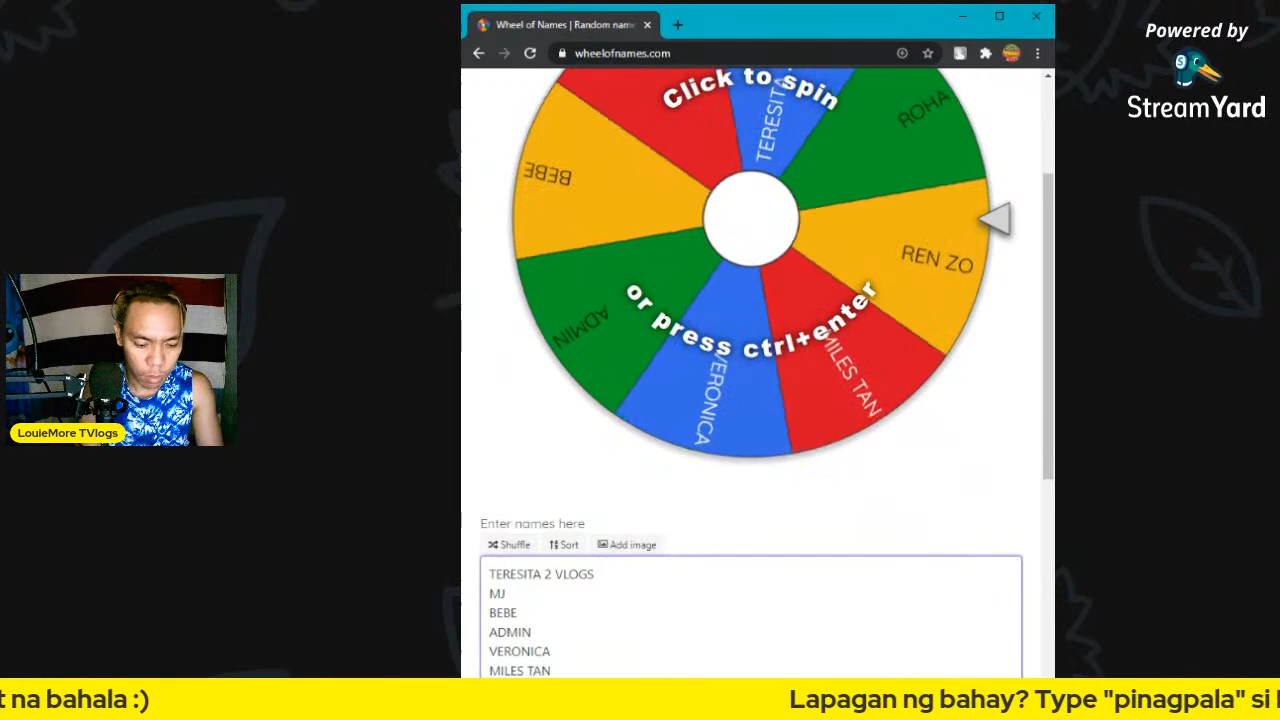 Wheel of Names | Random name
wheelofnames.com
Powered by
StreamYard
Click to spin
TERESITA
ROHA
BEBE
REN ZO
or press ctrl+enter
ADMIN
MILES TAN
VERONICA
LouieMore TVlogs
Enter names here
Shuffle Sort Add image
TERESITA 2 VLOGS
MJ
BEBE
ADMIN
VERONICA
MILES TAN
t na bahala :) Lapagan ng bahay? Type "pinagpala" si